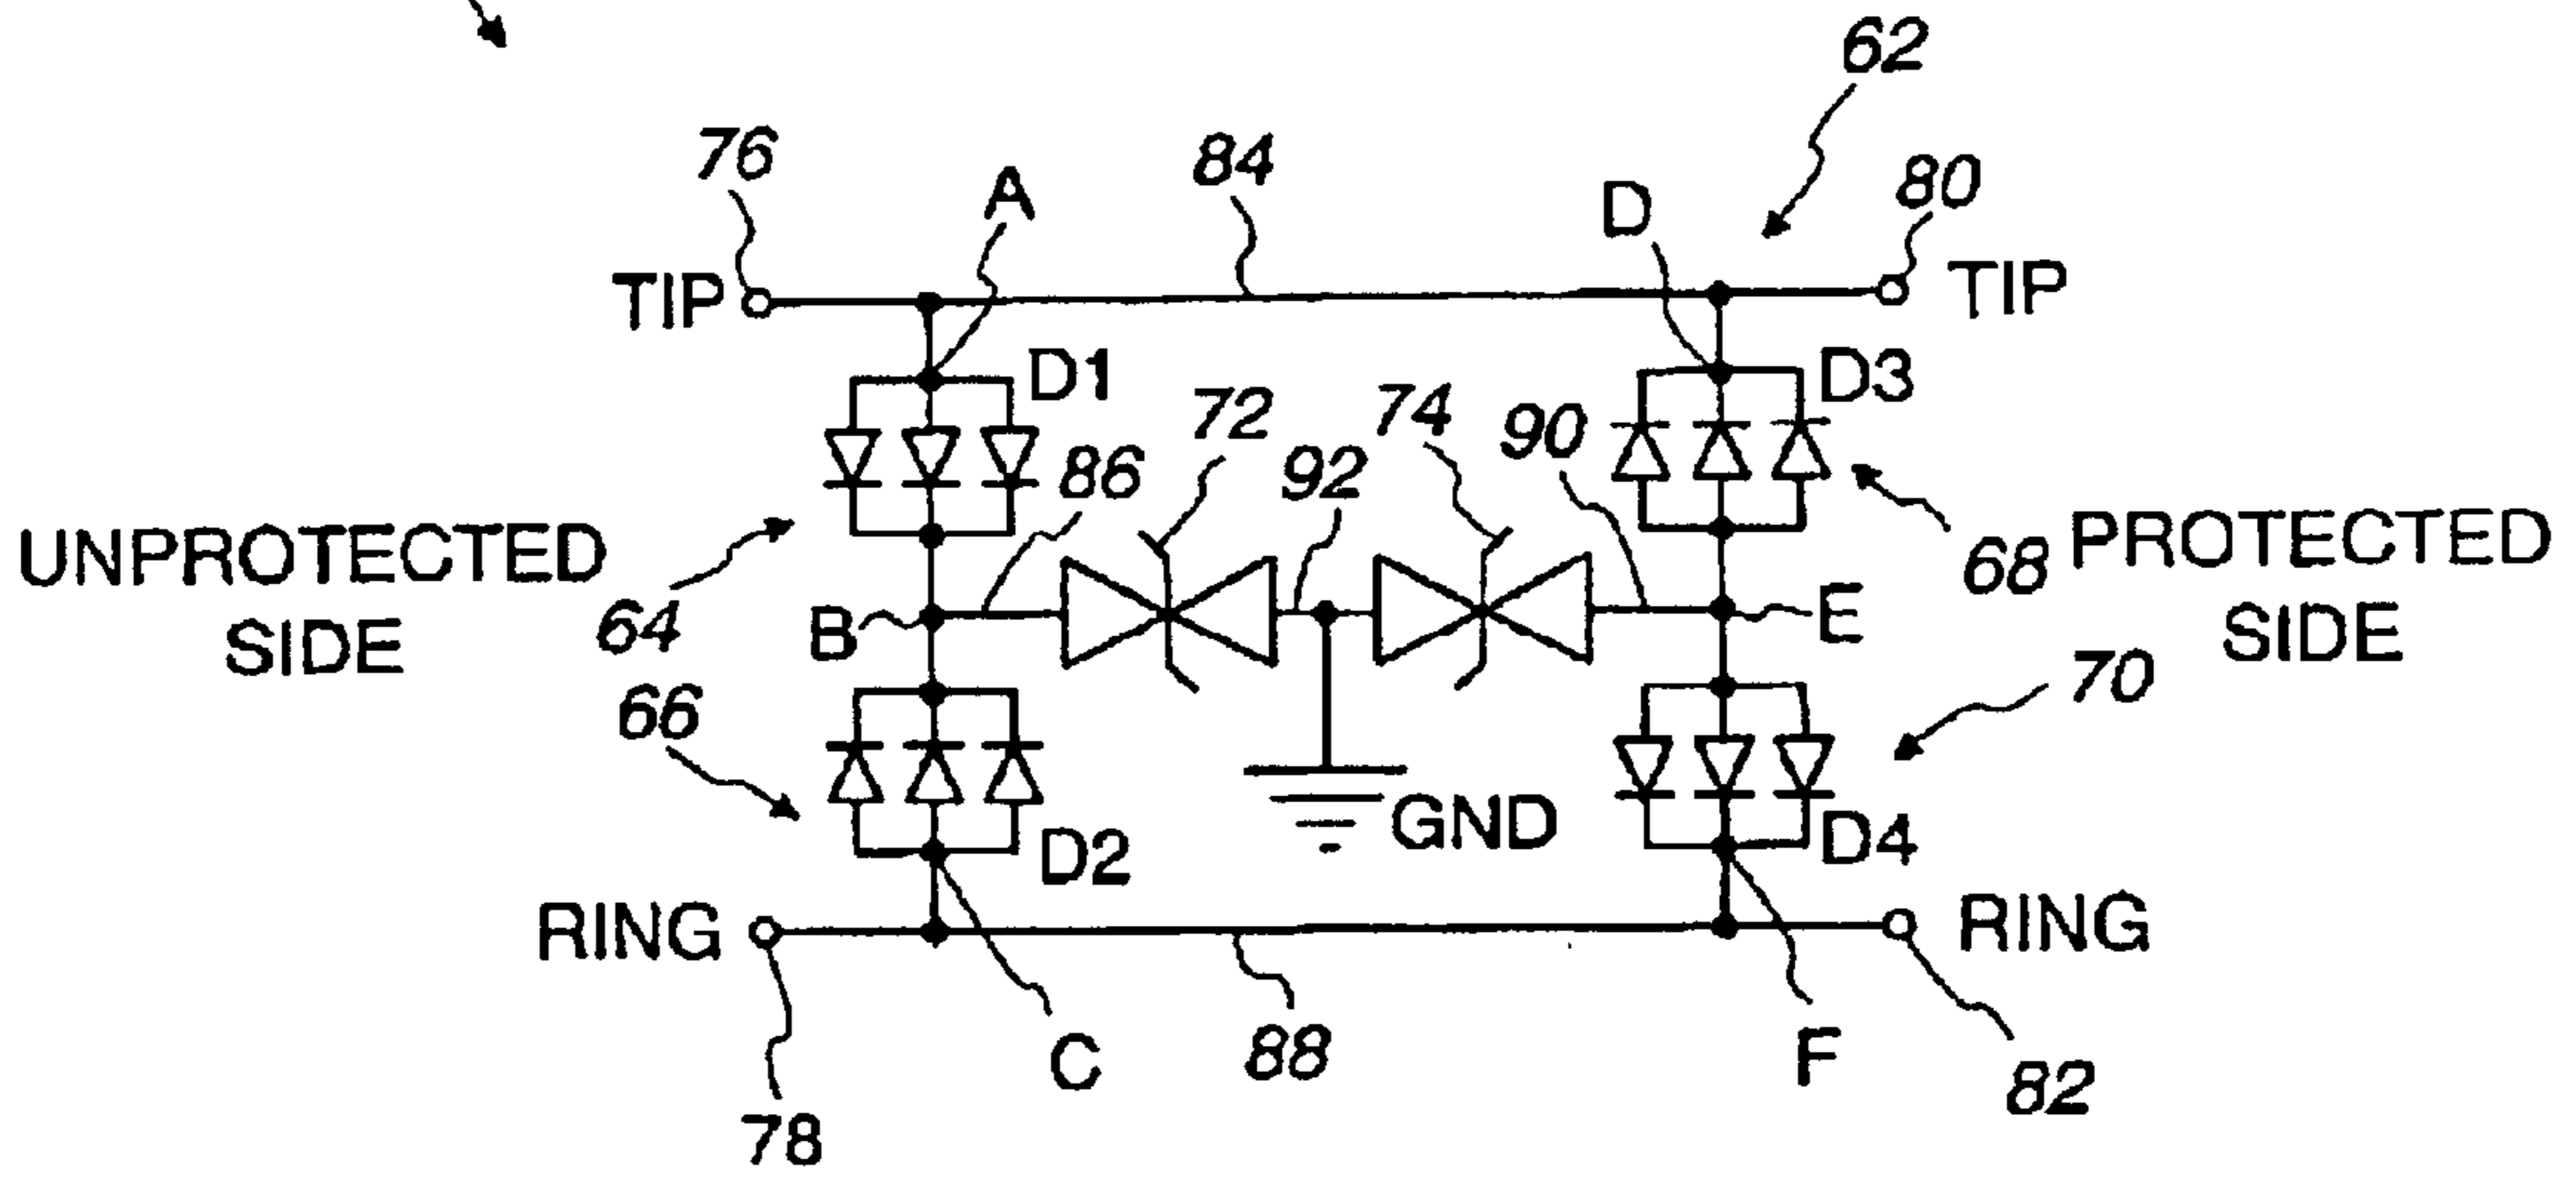 62
76
84
80
A
D
TIP
TIP
D1
D3
72
74
90
86
92
UNPROTECTED
SIDE
64
B
E
68
PROTECTED
SIDE
66
70
GND
D2
D4
RING
RING
C
88
F
78
82